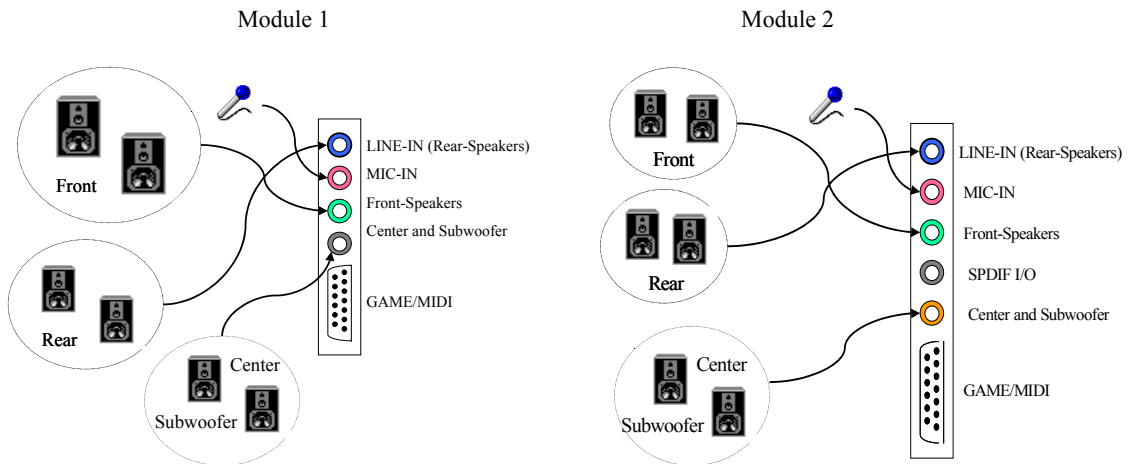 Module 1
Front
LINE-IN (Rear-Speakers)
MIC-IN
Front-Speakers
Center and Subwoofer
GAME/MIDI
Rear
Center
Subwoofer
Module 2
Front
Rear
LINE-IN (Rear-Speakers)
MIC-IN
Front-Speakers
SPDIF I/O
Center and Subwoofer
GAME/MIDI
Center
Subwoofer